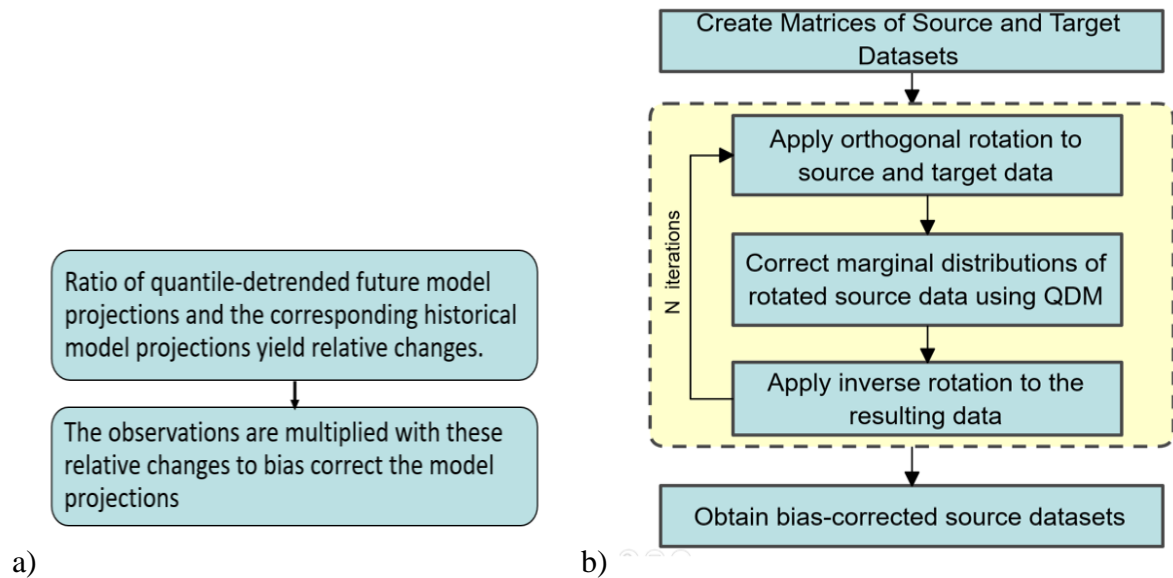 Ratio of quantile-detrended future model
projections and the corresponding historical
model projections yield relative changes.
The observations are multiplied with these
relative changes to bias correct the model
projections
a)
Create Matrices of Source and Target
Datasets
Apply orthogonal rotation to
source and target data
N iterations
Correct marginal distributions of
rotated source data using QDM
Apply inverse rotation to the
resulting data
Obtain bias-corrected source datasets
b)